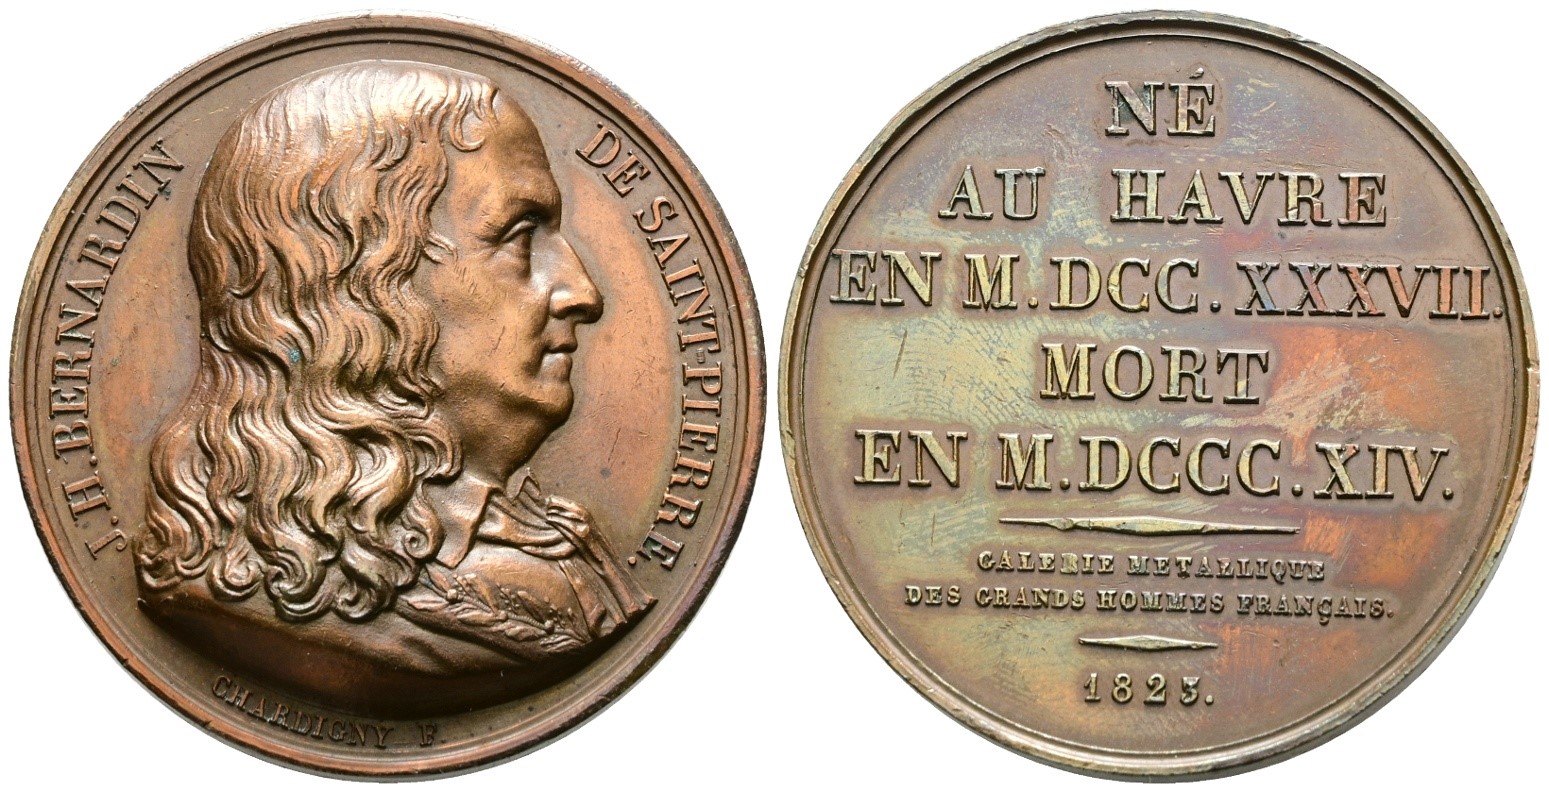 J.H.BERNARDIN
DE SAINT-PIERRE.
CHARDIGNY F.
NÉ
AU HAVRE
EN M.DCC.XXXVII.
MORT
EN M.DCCC.XIV.
GALERIE METALLIQUE
DES GRANDS HOMMES FRANÇAIS.
1823.